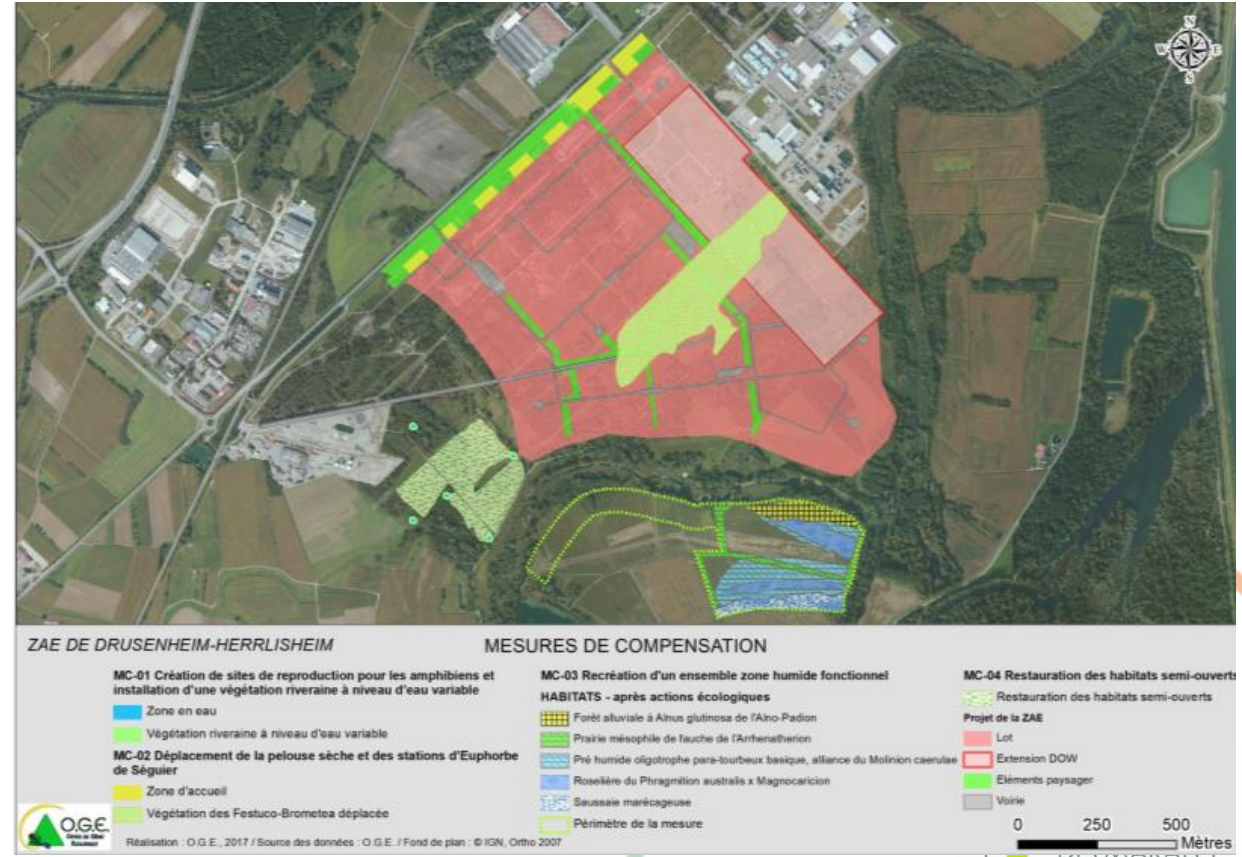 N
W E
S
ZAE DE DRUSENHEIM-HERRLISHEIM
MESURES DE COMPENSATION
MC-01 Création de sites de reproduction pour les amphibiens et
installation d'une végétation riveraine à niveau d'eau variable
Zone en eau
Végétation riveraine à niveau d'eau variable
MC-02 Déplacement de la pelouse sèche et des stations d'Euphorbe
de Séguier
Zone d'accueil
Végétation des Festuco-Brometea déplacée
MC-03 Recréation d'un ensemble zone humide fonctionnel
HABITATS - après actions écologiques
Forêt alluviale à Alnus glutinosa de l'Alno-Padion
Prairie mésophile de fauche de l'Arrhenatherion
Pré humide oligotrophe para-tourbeux basique, alliance du Molinion caerulae
Roselière du Phragmition australis x Magnocaricion
Saussaie marécageuse
Périmètre de la mesure
MC-04 Restauration des habitats semi-ouverts
Restauration des habitats semi-ouverts
Projet de la ZAE
Lot
Extension DOW
Eléments paysager
Voirie
0 250 500
Mètres
O.G.E.
Réalisation : O.G.E., 2017 / Source des données : O.G.E. / Fond de plan : © IGN, Ortho 2007